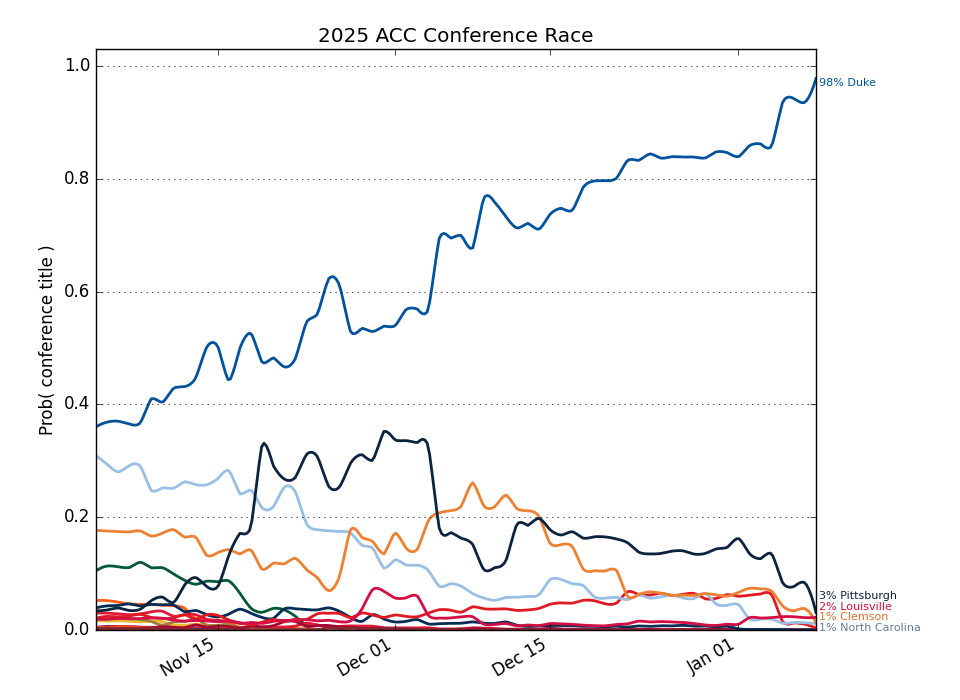 2025 ACC Conference Race
Prob( conference title )
1.0
0.8
0.6
0.4
0.2
0.0
Nov 15
Dec 01
Dec 15
Jan 01
98% Duke
3% Pittsburgh
2% Louisville
1% Clemson
1% North Carolina